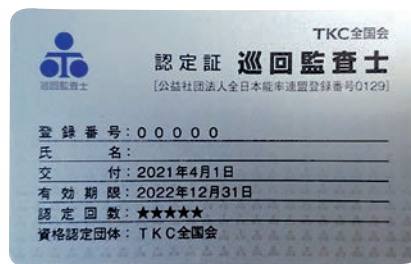 TKC全国会
認定証 巡回監査士
巡回監査士
[公益社団法人全日本能率連盟登録番号0129]
登録番号:00000
氏名:
交付:2021年4月1日
有効期限:2022年12月31日
認定回数:★★★★★
資格認定団体:TKC全国会